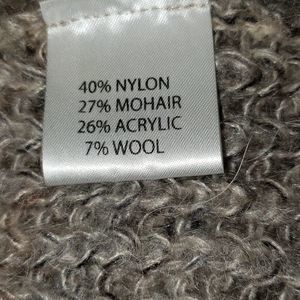 40% NYLON
27% MOHAIR
26% ACRYLIC
7% WOOL